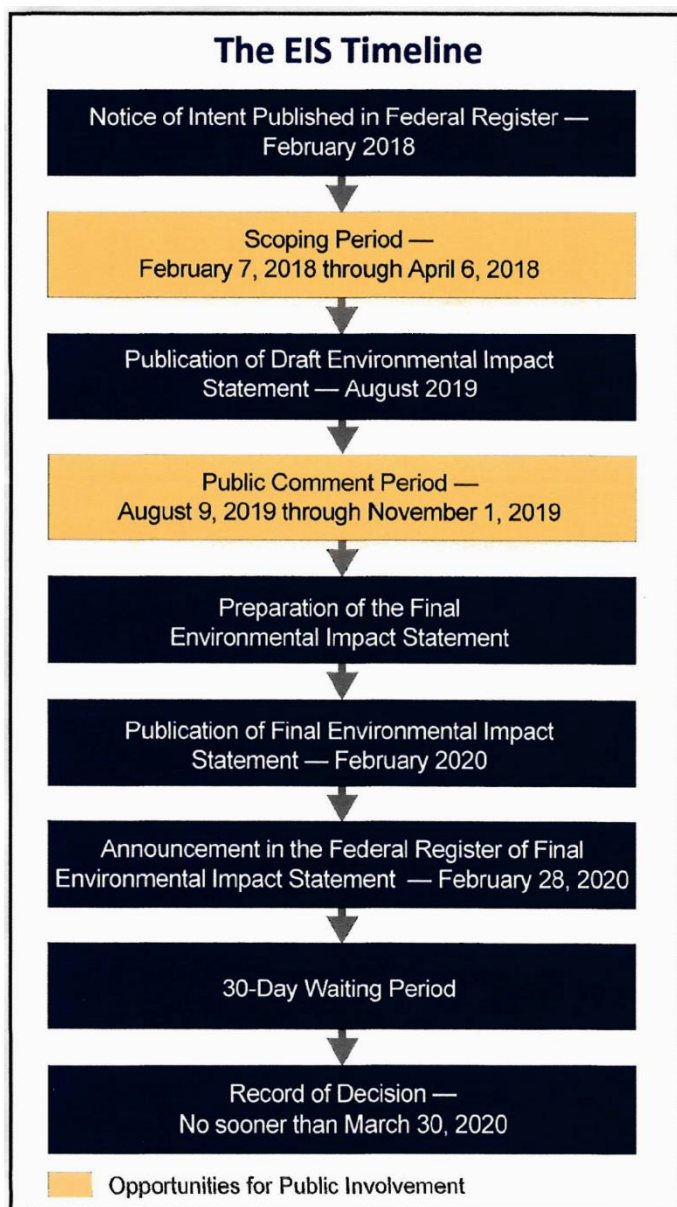 The EIS Timeline
Notice of Intent Published in Federal Register —
February 2018
Scoping Period —
February 7, 2018 through April 6, 2018
Publication of Draft Environmental Impact
Statement — August 2019
Public Comment Period —
August 9, 2019 through November 1, 2019
Preparation of the Final
Environmental Impact Statement
Publication of Final Environmental Impact
Statement — February 2020
Announcement in the Federal Register of Final
Environmental Impact Statement — February 28, 2020
30-Day Waiting Period
Record of Decision —
No sooner than March 30, 2020
Opportunities for Public Involvement